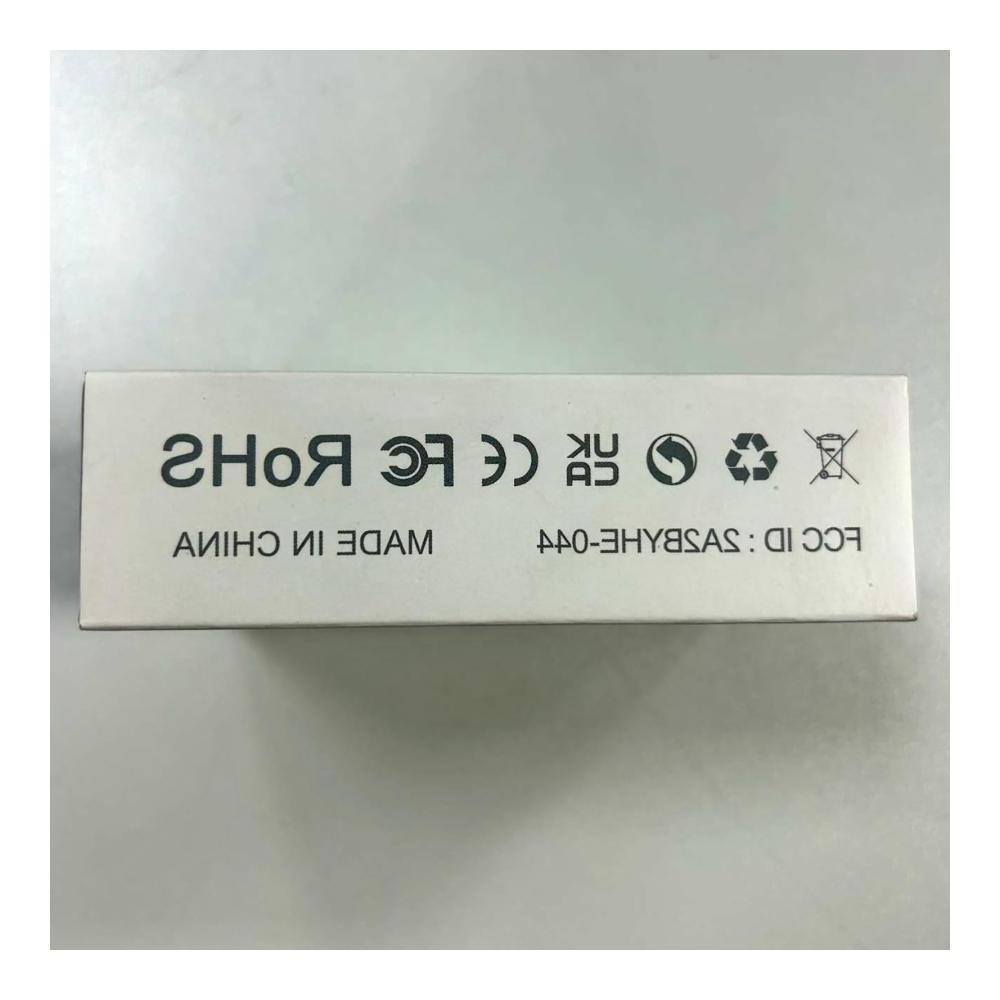 UK CA CE FC RoHS
FCC ID : 2A2BYHE-044 MADE IN CHINA